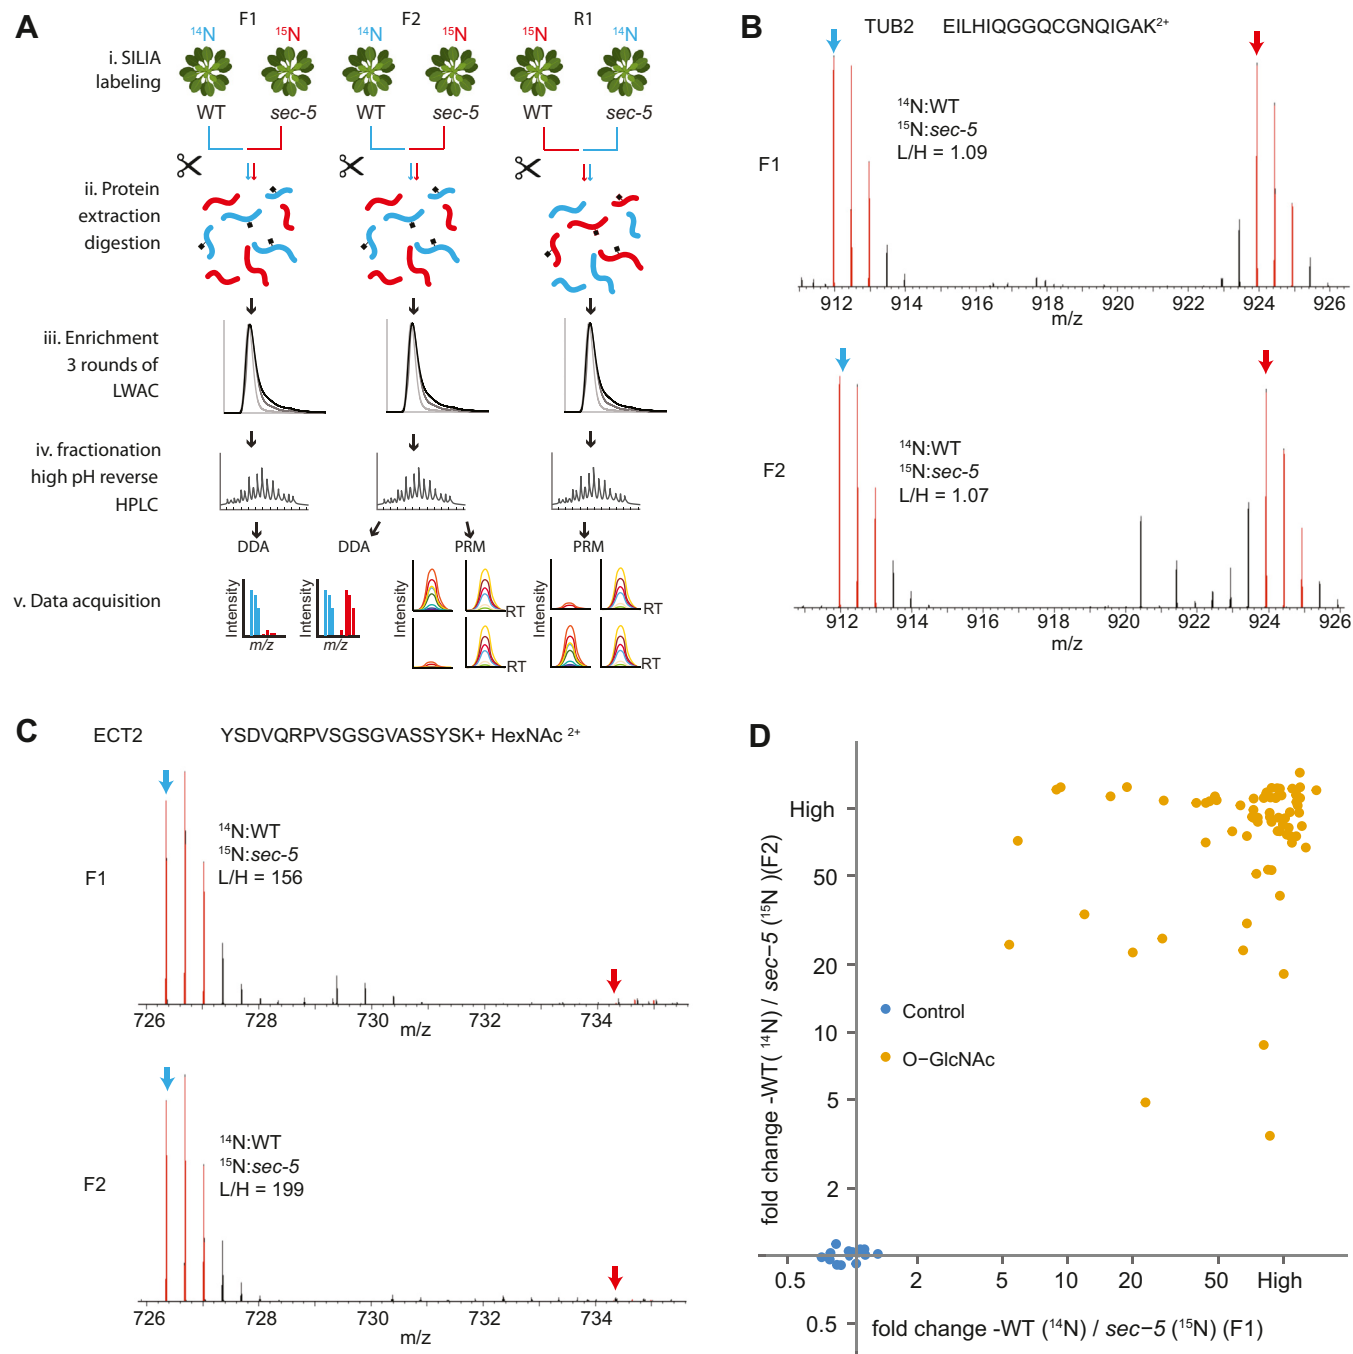 A
F1 F2 R1
¹⁴N ¹⁵N ¹⁴N ¹⁵N ¹⁵N ¹⁴N
i. SILIA
labeling
WT sec-5 WT sec-5 WT sec-5
ii. Protein
extraction
digestion
iii. Enrichment
3 rounds of
LWAC
iv. fractionation
high pH reverse
HPLC
DDA DDA PRM PRM
v. Data acquisition
Intensity
m/z
Intensity
m/z
Intensity
RT
RT
Intensity
RT
RT
B
TUB2 EILHIQGGQCGNQIGAK²⁺
F1
¹⁴N:WT
¹⁵N:sec-5
L/H = 1.09
912 914 916 918 920 922 924 926
m/z
F2
¹⁴N:WT
¹⁵N:sec-5
L/H = 1.07
912 914 916 918 920 922 924 926
m/z
C
ECT2 YSDVQRPVSGSGVASSYSK+ HexNAc ²⁺
F1
¹⁴N:WT
¹⁵N:sec-5
L/H = 156
726 728 730 732 734
m/z
F2
¹⁴N:WT
¹⁵N:sec-5
L/H = 199
726 728 730 732 734
m/z
D
fold change -WT( ¹⁴N) / sec−5 (¹⁵N )(F2)
High
50
20
10
5
2
0.5
Control
O−GlcNAc
0.5 2 5 10 20 50 High
fold change -WT (¹⁴N) / sec−5 (¹⁵N) (F1)